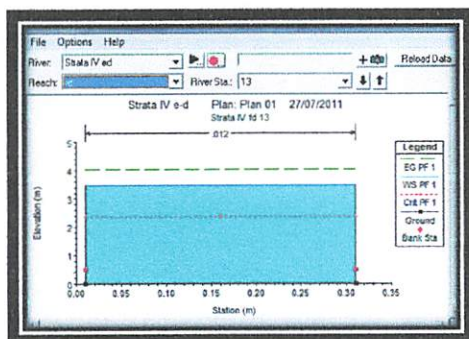 File Options Help
River: Strata IV ed Reload Data
Reach: River Sta.: 13
Strata IV e-d Plan: Plan 01 27/07/2011
Strata IV fd 13
.012
Legend
EG PF 1
WS PF 1
Crit PF 1
Ground
Bank Sta
Elevation (m)
5
4
3
2
1
0
0.00 0.05 0.10 0.15 0.20 0.25 0.30 0.35
Station (m)